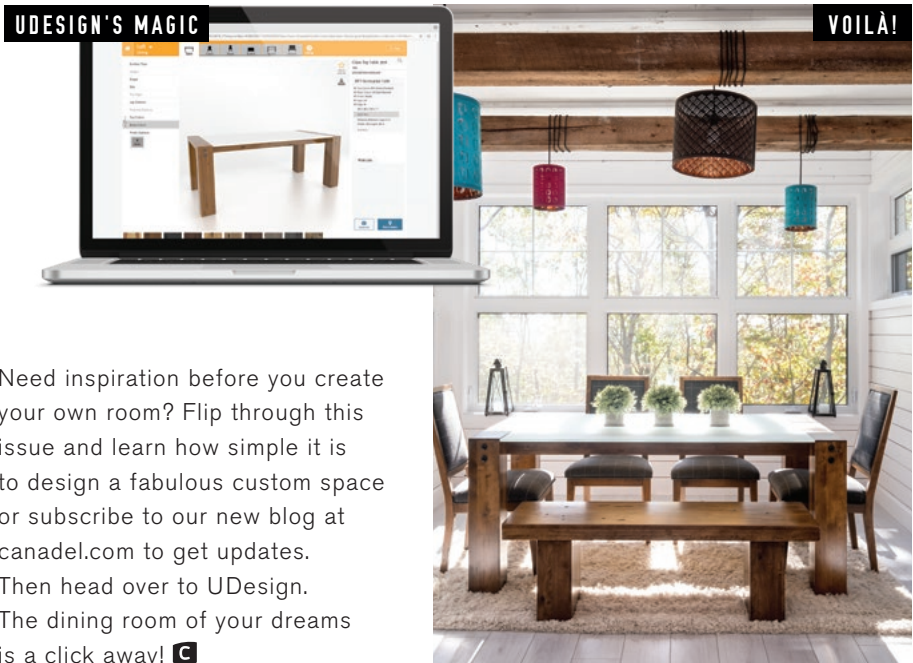 UDESIGN'S MAGIC
VOILÀ!
Need inspiration before you create
your own room? Flip through this
issue and learn how simple it is
to design a fabulous custom space
or subscribe to our new blog at
canadel.com to get updates.
Then head over to UDesign.
The dining room of your dreams
is a click away! C